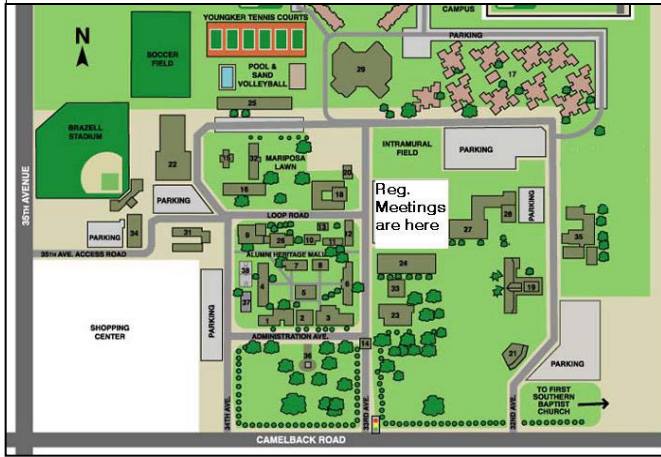 CAMPUS
YOUNGKER TENNIS COURTS
PARKING
N
SOCCER
FIELD
POOL &
SAND
VOLLEYBALL
29
17
25
BRAZELL
STADIUM
22
15
32
MARIPOSA
LAWN
INTRAMURAL
FIELD
PARKING
20
16
18
PARKING
PARKING
Reg.
Meetings
are here
28
27
35
35TH AVENUE
LOOP ROAD
PARKING
34
31
9
26
10
13
11
12
35TH AVE. ACCESS ROAD
ALUMNI HERITAGE MALL
38
7
8
24
4
5
6
33
19
37
1
2
3
23
SHOPPING
CENTER
PARKING
ADMINISTRATION AVE.
14
36
21
PARKING
34TH AVE.
33RD AVE.
32ND AVE.
TO FIRST
SOUTHERN
BAPTIST
CHURCH
CAMELBACK ROAD